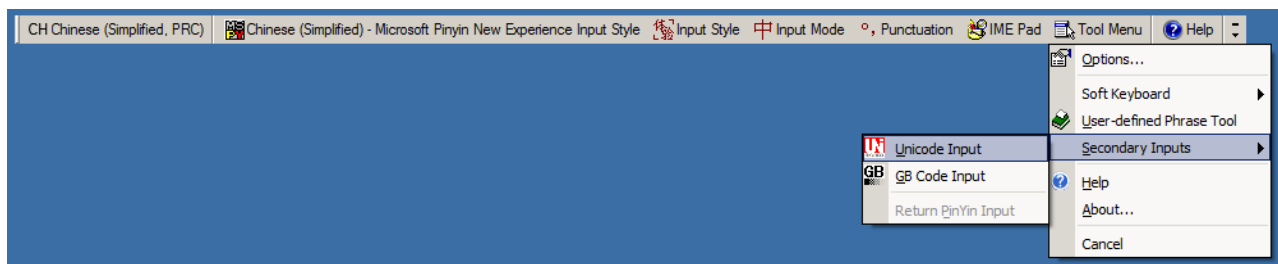 CH Chinese (Simplified, PRC) Chinese (Simplified) - Microsoft Pinyin New Experience Input Style Input Style 中 Input Mode °, Punctuation IME Pad Tool Menu Help
Options...
Soft Keyboard
User-defined Phrase Tool
Secondary Inputs
Help
About...
Cancel
Unicode Input
GB GB Code Input
Return PinYin Input